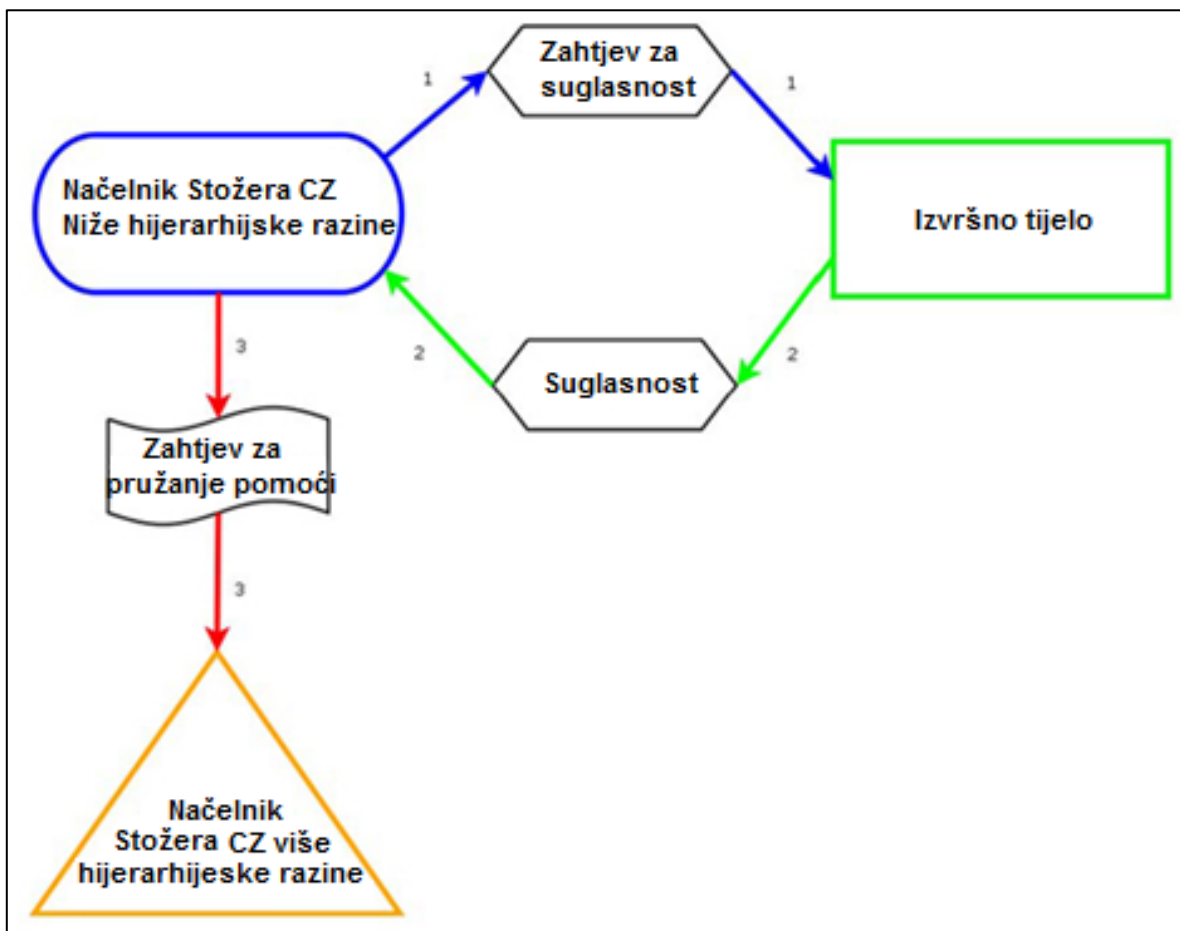 Zahtjev za
suglasnost
1
1
Načelnik Stožera CZ
Niže hijerarhijske razine
Izvršno tijelo
2
2
Suglasnost
3
Zahtjev za
pružanje pomoći
3
Načelnik
Stožera CZ više
hijerarhijeske razine